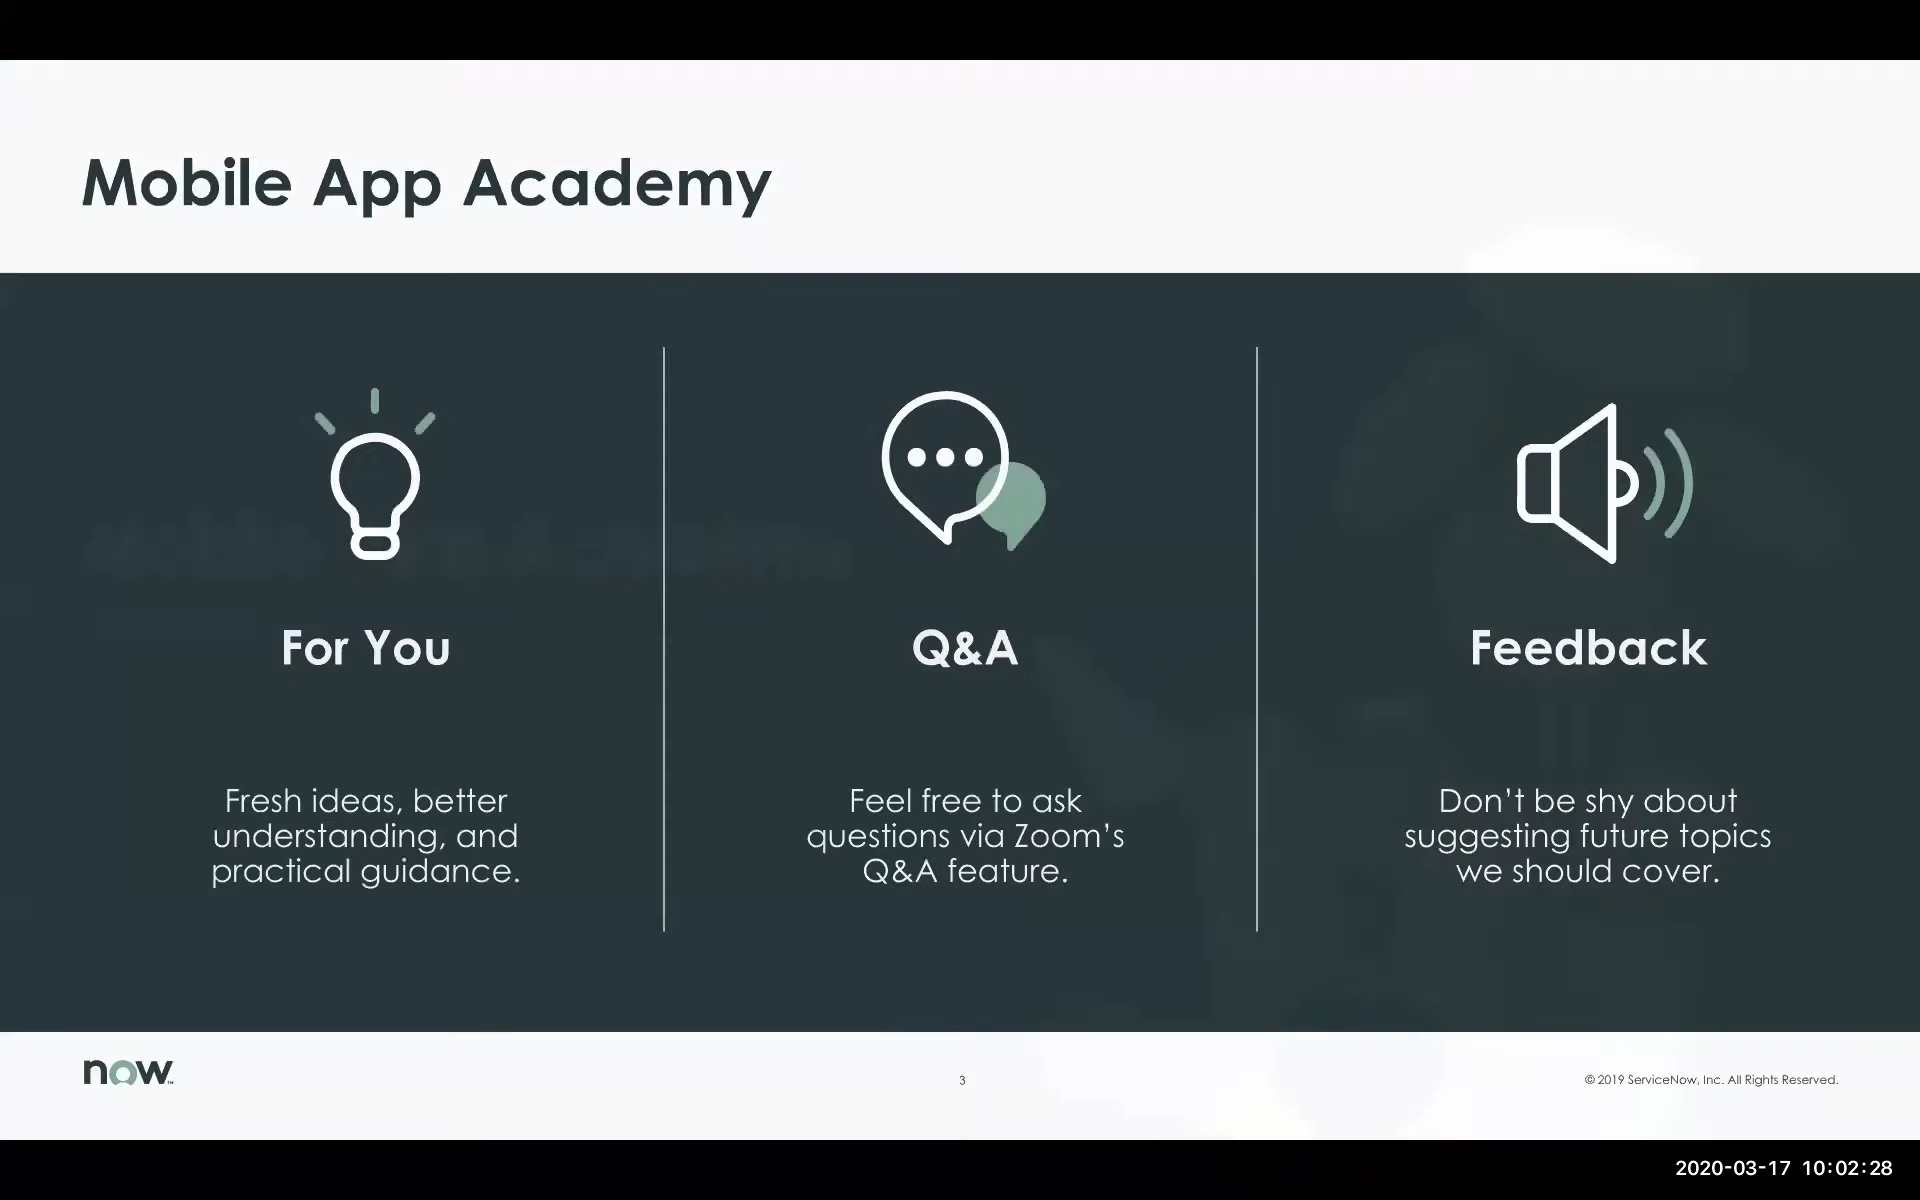 Mobile App Academy
For You
Fresh ideas, better
understanding, and
practical guidance.
Q&A
Feel free to ask
questions via Zoom’s
Q&A feature.
Feedback
Don’t be shy about
suggesting future topics
we should cover.
now™
3
© 2019 ServiceNow, Inc. All Rights Reserved.
2020-03-17 10:02:28